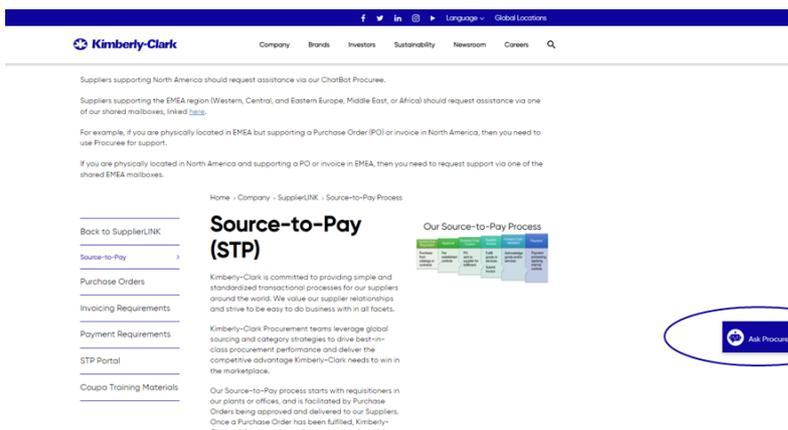 Language
Global Locations
Kimberly-Clark
Company
Brands
Investors
Sustainability
Newsroom
Careers
Suppliers supporting North America should request assistance via our ChatBot Procuree.
Suppliers supporting the EMEA region (Western, Central, and Eastern Europe, Middle East, or Africa) should request assistance via one
of our shared mailboxes, linked here.
For example, if you are physically located in EMEA but supporting a Purchase Order (PO) or invoice in North America, then you need to
use Procuree for support.
If you are physically located in North America and supporting a PO or invoice in EMEA, then you need to request support via one of the
shared EMEA mailboxes.
Home › Company › SupplierLINK › Source-to-Pay Process
Back to SupplierLINK
Source-to-Pay
Purchase Orders
Invoicing Requirements
Payment Requirements
STP Portal
Coupa Training Materials
Source-to-Pay
(STP)
Kimberly-Clark is committed to providing simple and
standardized transactional processes for our suppliers
around the world. We value our supplier relationships
and strive to be easy to do business with in all facets.
Kimberly-Clark Procurement teams leverage global
sourcing and category strategies to drive best-in-
class procurement performance and deliver the
competitive advantage Kimberly-Clark needs to win in
the marketplace.
Our Source-to-Pay process starts with requisitioners in
our plants or offices, and is facilitated by Purchase
Orders being approved and delivered to our Suppliers.
Once a Purchase Order has been fulfilled, Kimberly-
Our Source-to-Pay Process
Ask Procure